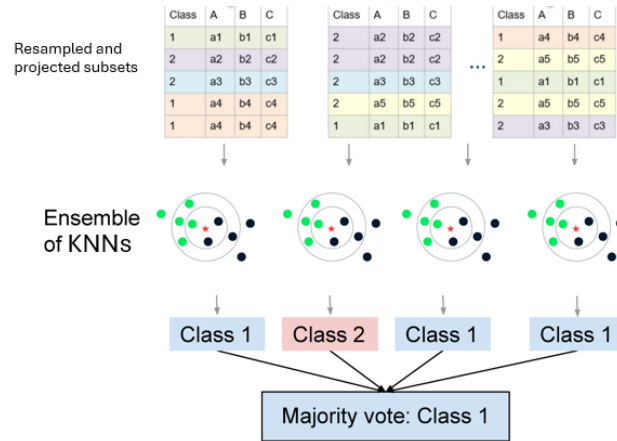 Resampled and
projected subsets
Class A B C
1 a1 b1 c1
2 a2 b2 c2
2 a3 b3 c3
1 a4 b4 c4
1 a4 b4 c4
Class A B C
2 a2 b2 c2
2 a2 b2 c2
2 a3 b3 c3
2 a5 b5 c5
1 a1 b1 c1
...
Class A B C
1 a4 b4 c4
2 a5 b5 c5
1 a1 b1 c1
2 a5 b5 c5
2 a3 b3 c3
Ensemble
of KNNs
Class 1
Class 2
Class 1
Class 1
Majority vote: Class 1